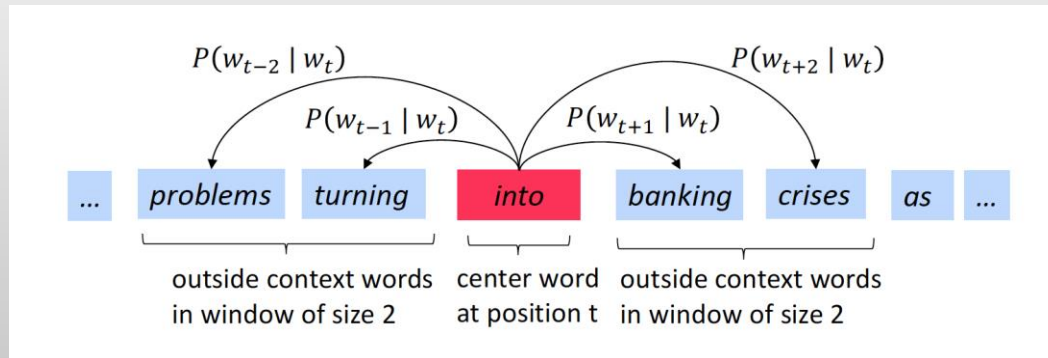 P(w_{t−2} | w_t)
P(w_{t+2} | w_t)
P(w_{t−1} | w_t)
P(w_{t+1} | w_t)
... problems turning into banking crises as ...
outside context words
in window of size 2
center word
at position t
outside context words
in window of size 2